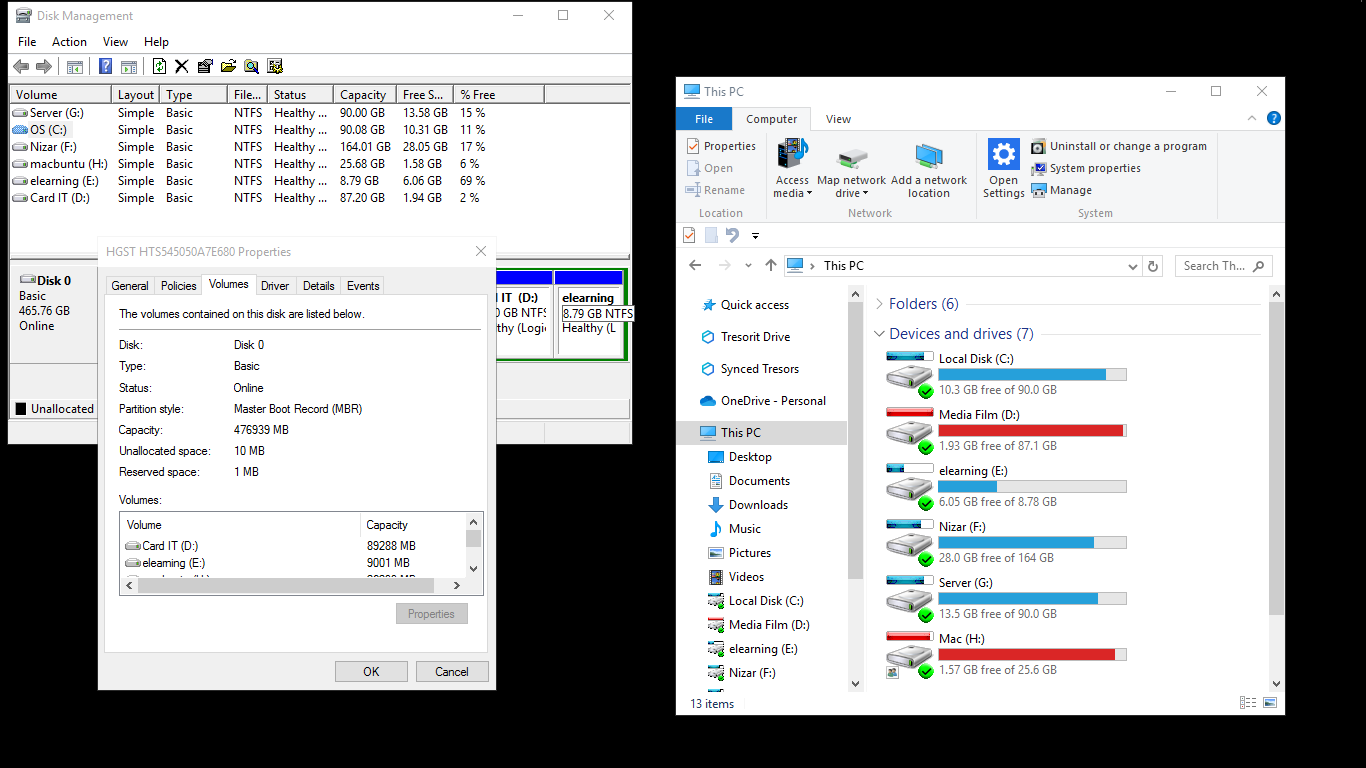 Disk Management
File Action View Help
Volume Layout Type File... Status Capacity Free S... % Free
Server (G:) Simple Basic NTFS Healthy ... 90.00 GB 13.58 GB 15 %
OS (C:) Simple Basic NTFS Healthy ... 90.08 GB 10.31 GB 11 %
Nizar (F:) Simple Basic NTFS Healthy ... 164.01 GB 28.05 GB 17 %
macbuntu (H:) Simple Basic NTFS Healthy ... 25.68 GB 1.58 GB 6 %
elearning (E:) Simple Basic NTFS Healthy ... 8.79 GB 6.06 GB 69 %
Card IT (D:) Simple Basic NTFS Healthy ... 87.20 GB 1.94 GB 2 %
Disk 0
Basic
465.76 GB
Online
IT (D:)
0 GB NTFS
thy (Logic
elearning
8.79 GB NTFS
Healthy (L
Unallocated
HGST HTS545050A7E680 Properties
General Policies Volumes Driver Details Events
The volumes contained on this disk are listed below.
Disk: Disk 0
Type: Basic
Status: Online
Partition style: Master Boot Record (MBR)
Capacity: 476939 MB
Unallocated space: 10 MB
Reserved space: 1 MB
Volumes:
Volume Capacity
Card IT (D:) 89288 MB
elearning (E:) 9001 MB
Properties
OK Cancel
This PC
File Computer View
Properties
Open
Rename
Location
Access media
Map network drive
Add a network location
Network
Open Settings
Uninstall or change a program
System properties
Manage
System
This PC
Search Th...
Quick access
Tresorit Drive
Synced Tresors
OneDrive - Personal
This PC
Desktop
Documents
Downloads
Music
Pictures
Videos
Local Disk (C:)
Media Film (D:)
elearning (E:)
Nizar (F:)
Folders (6)
Devices and drives (7)
Local Disk (C:)
10.3 GB free of 90.0 GB
Media Film (D:)
1.93 GB free of 87.1 GB
elearning (E:)
6.05 GB free of 8.78 GB
Nizar (F:)
28.0 GB free of 164 GB
Server (G:)
13.5 GB free of 90.0 GB
Mac (H:)
1.57 GB free of 25.6 GB
13 items